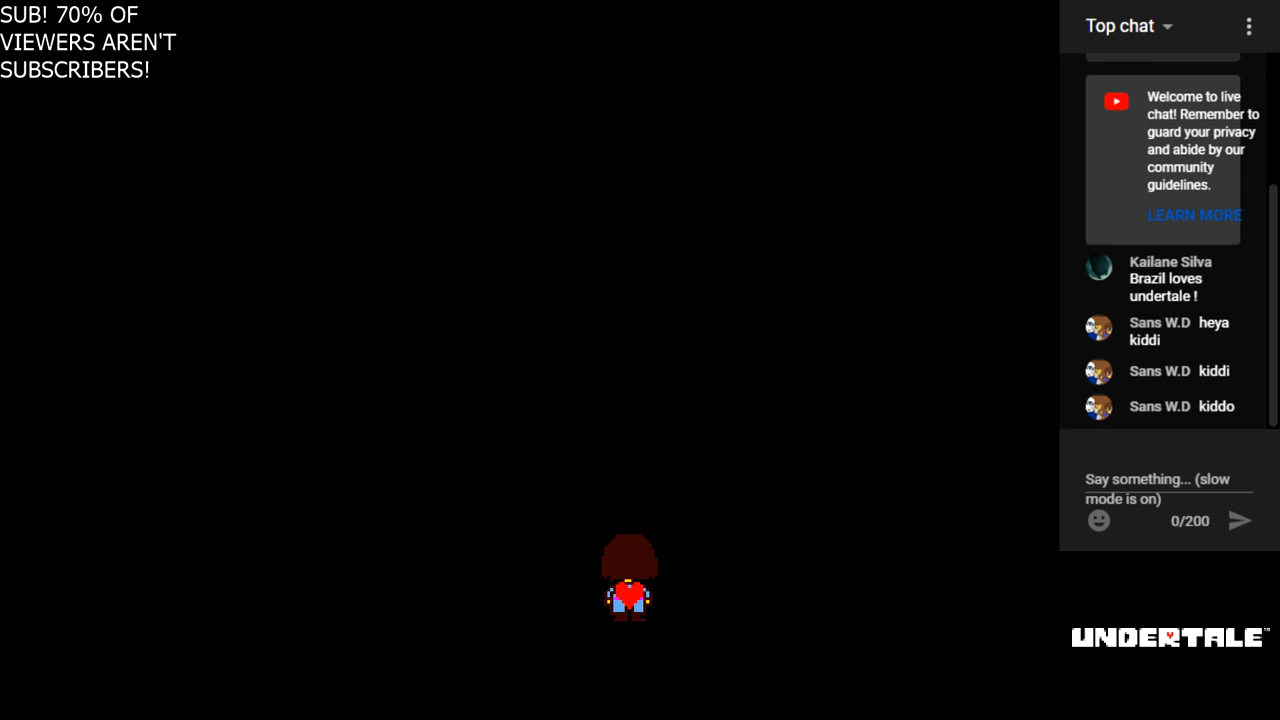 SUB! 70% OF
VIEWERS AREN'T
SUBSCRIBERS!
Top chat
Welcome to live
chat! Remember to
guard your privacy
and abide by our
community
guidelines.
LEARN MORE
Kailane Silva
Brazil loves
undertale !
Sans W.D heya
kiddi
Sans W.D kiddi
Sans W.D kiddo
Say something... (slow
mode is on)
0/200
UNDERTALE™